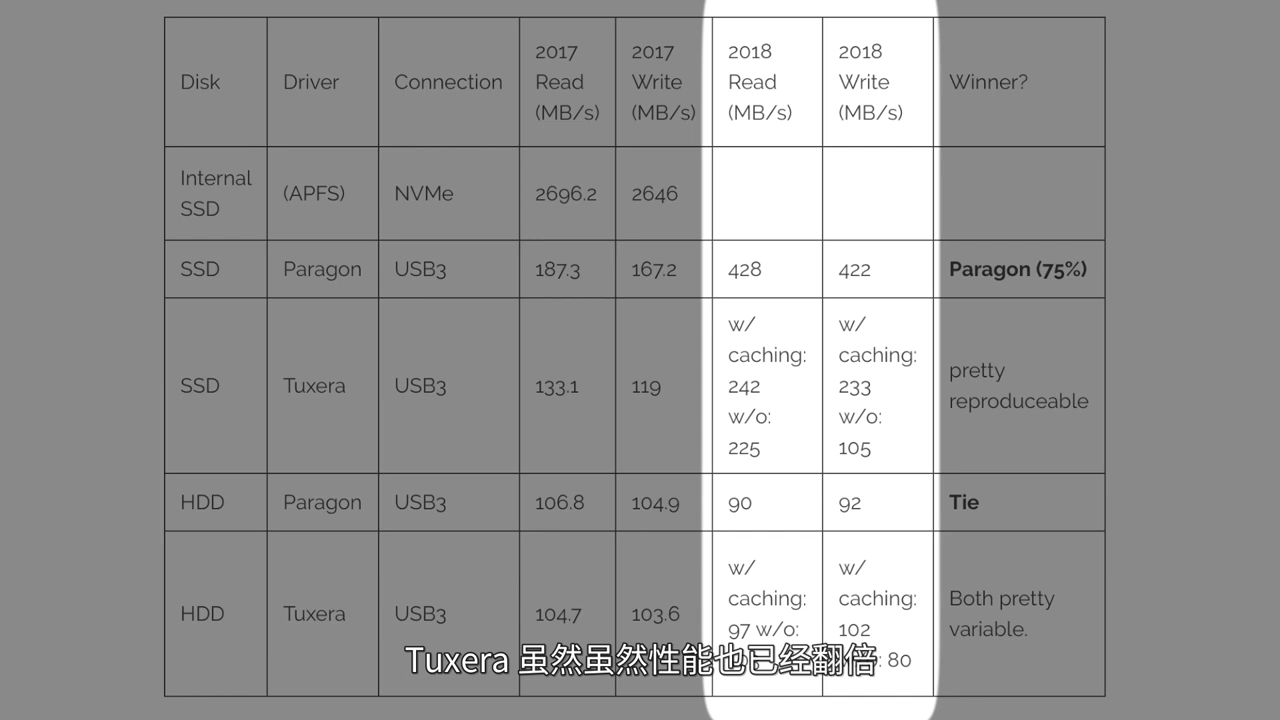 Disk
Driver
Connection
2017
Read
(MB/s)
2017
Write
(MB/s)
2018
Read
(MB/s)
2018
Write
(MB/s)
Winner?
Internal
SSD
(APFS)
NVMe
2696.2
2646
SSD
Paragon
USB3
187.3
167.2
428
422
Paragon (75%)
SSD
Tuxera
USB3
133.1
119
w/
caching:
242
w/o:
225
w/
caching:
233
w/o:
105
pretty
reproduceable
HDD
Paragon
USB3
106.8
104.9
90
92
Tie
HDD
Tuxera
USB3
104.7
103.6
w/
caching:
97 w/o:
w/
caching:
102
80
Both pretty
variable.
Tuxera 虽然虽然性能也已经翻倍